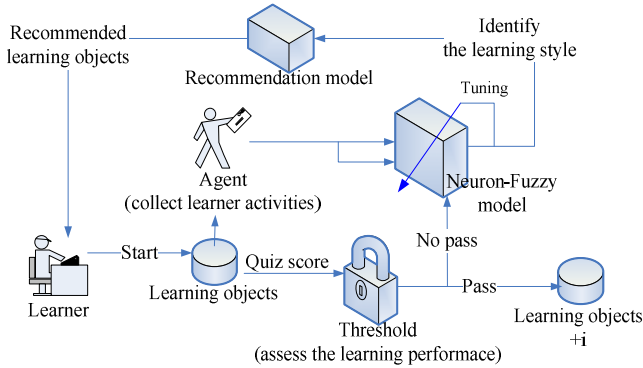 Recommended
learning objects
Recommendation model
Identify
the learning style
Tuning
Agent
(collect learner activities)
Neuron-Fuzzy
model
No pass
Start
Quiz score
Learner
Learning objects
Pass
Threshold
(assess the learning performace)
Learning objects
+i